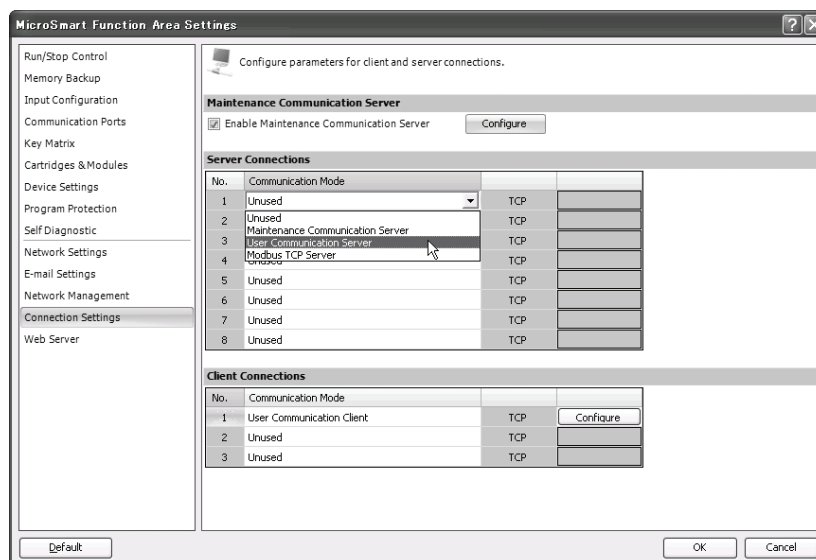 MicroSmart Function Area Settings
Run/Stop Control
Memory Backup
Input Configuration
Communication Ports
Key Matrix
Cartridges & Modules
Device Settings
Program Protection
Self Diagnostic
Network Settings
E-mail Settings
Network Management
Connection Settings
Web Server
Configure parameters for client and server connections.
Maintenance Communication Server
Enable Maintenance Communication Server Configure
Server Connections
No. Communication Mode
1 Unused TCP
2 TCP
3 TCP
4 Unused TCP
Unused
Maintenance Communication Server
User Communication Server
Modbus TCP Server
5 Unused TCP
6 Unused TCP
7 Unused TCP
8 Unused TCP
Client Connections
No. Communication Mode
1 User Communication Client TCP Configure
2 Unused TCP
3 Unused TCP
Default OK Cancel